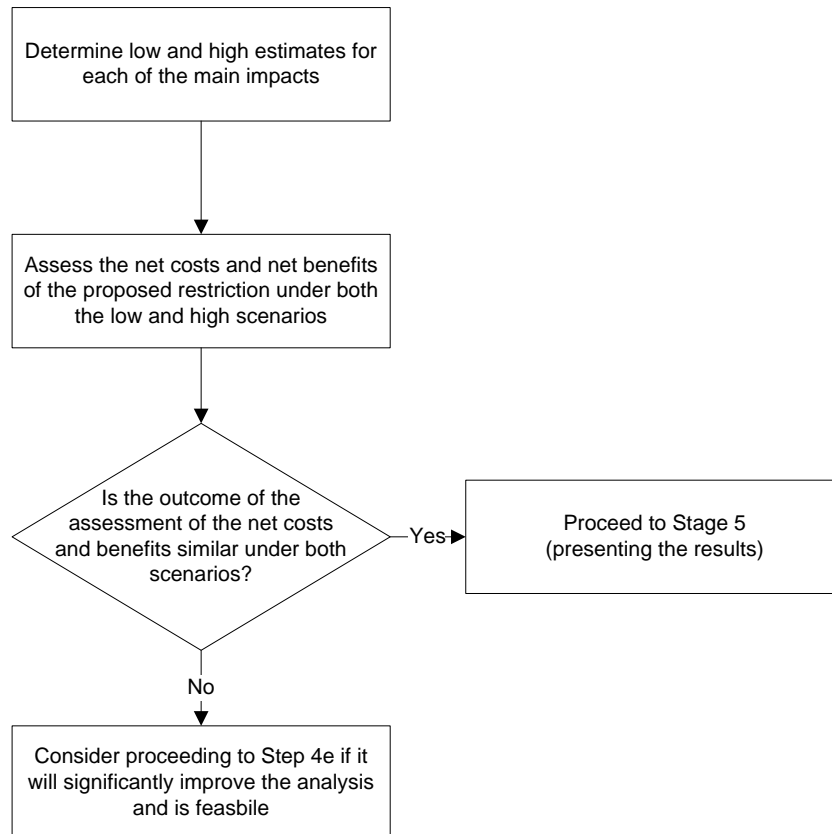 Determine low and high estimates for
each of the main impacts
Assess the net costs and net benefits
of the proposed restriction under both
the low and high scenarios
Is the outcome of the
assessment of the net costs
and benefits similar under both
scenarios?
Yes
Proceed to Stage 5
(presenting the results)
No
Consider proceeding to Step 4e if it
will significantly improve the analysis
and is feasbile